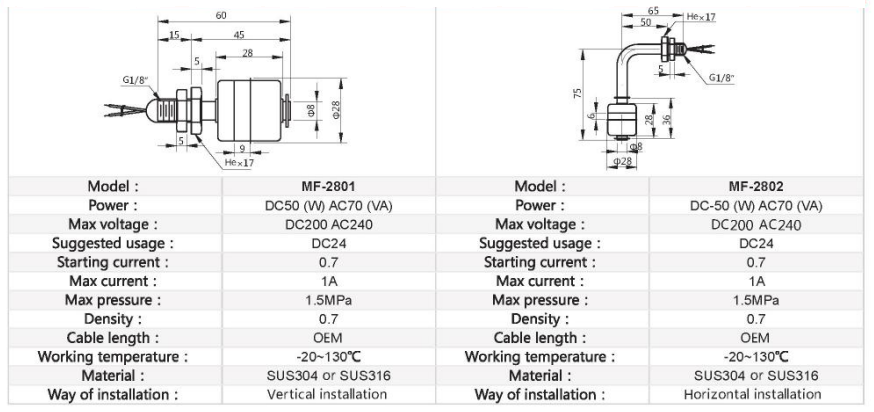 60
15
45
28
5
G1/8"
Φ8
Φ28
5
9
Hex17
65
Hex17
50
5
G1/8"
75
6
28
36
Φ8
Φ28
Model : MF-2801 Model : MF-2802
Power : DC50 (W) AC70 (VA) Power : DC-50 (W) AC70 (VA)
Max voltage : DC200 AC240 Max voltage : DC200 AC240
Suggested usage : DC24 Suggested usage : DC24
Starting current : 0.7 Starting current : 0.7
Max current : 1A Max current : 1A
Max pressure : 1.5MPa Max pressure : 1.5MPa
Density : 0.7 Density : 0.7
Cable length : OEM Cable length : OEM
Working temperature : -20~130℃ Working temperature : -20~130℃
Material : SUS304 or SUS316 Material : SUS304 or SUS316
Way of installation : Vertical installation Way of installation : Horizontal installation